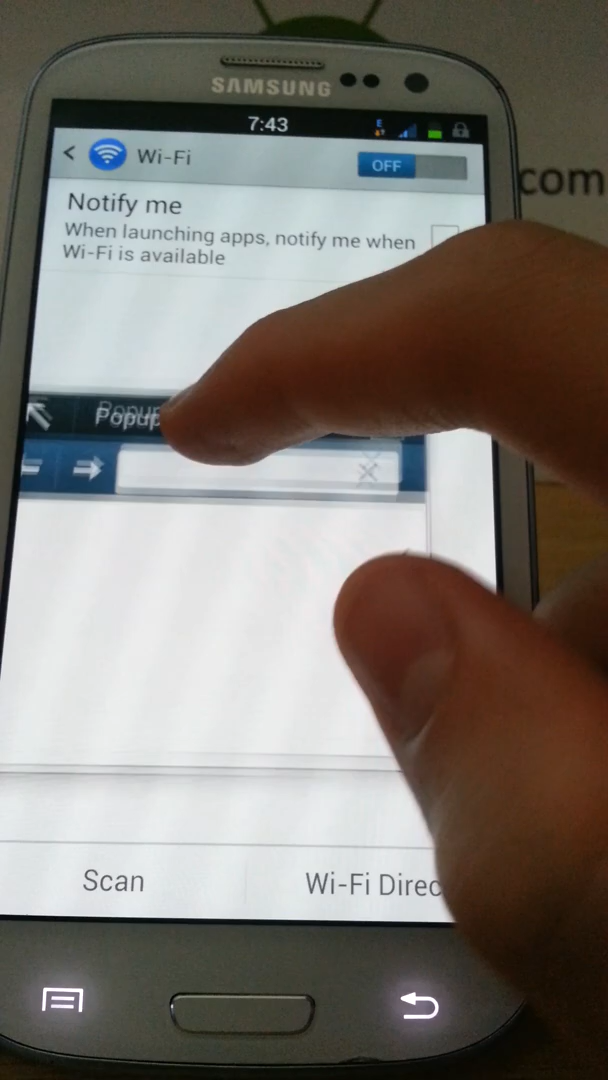 SAMSUNG
7:43
E
< Wi-Fi
OFF
Notify me
When launching apps, notify me when
Wi-Fi is available
com
Popup
Scan
Wi-Fi Direc